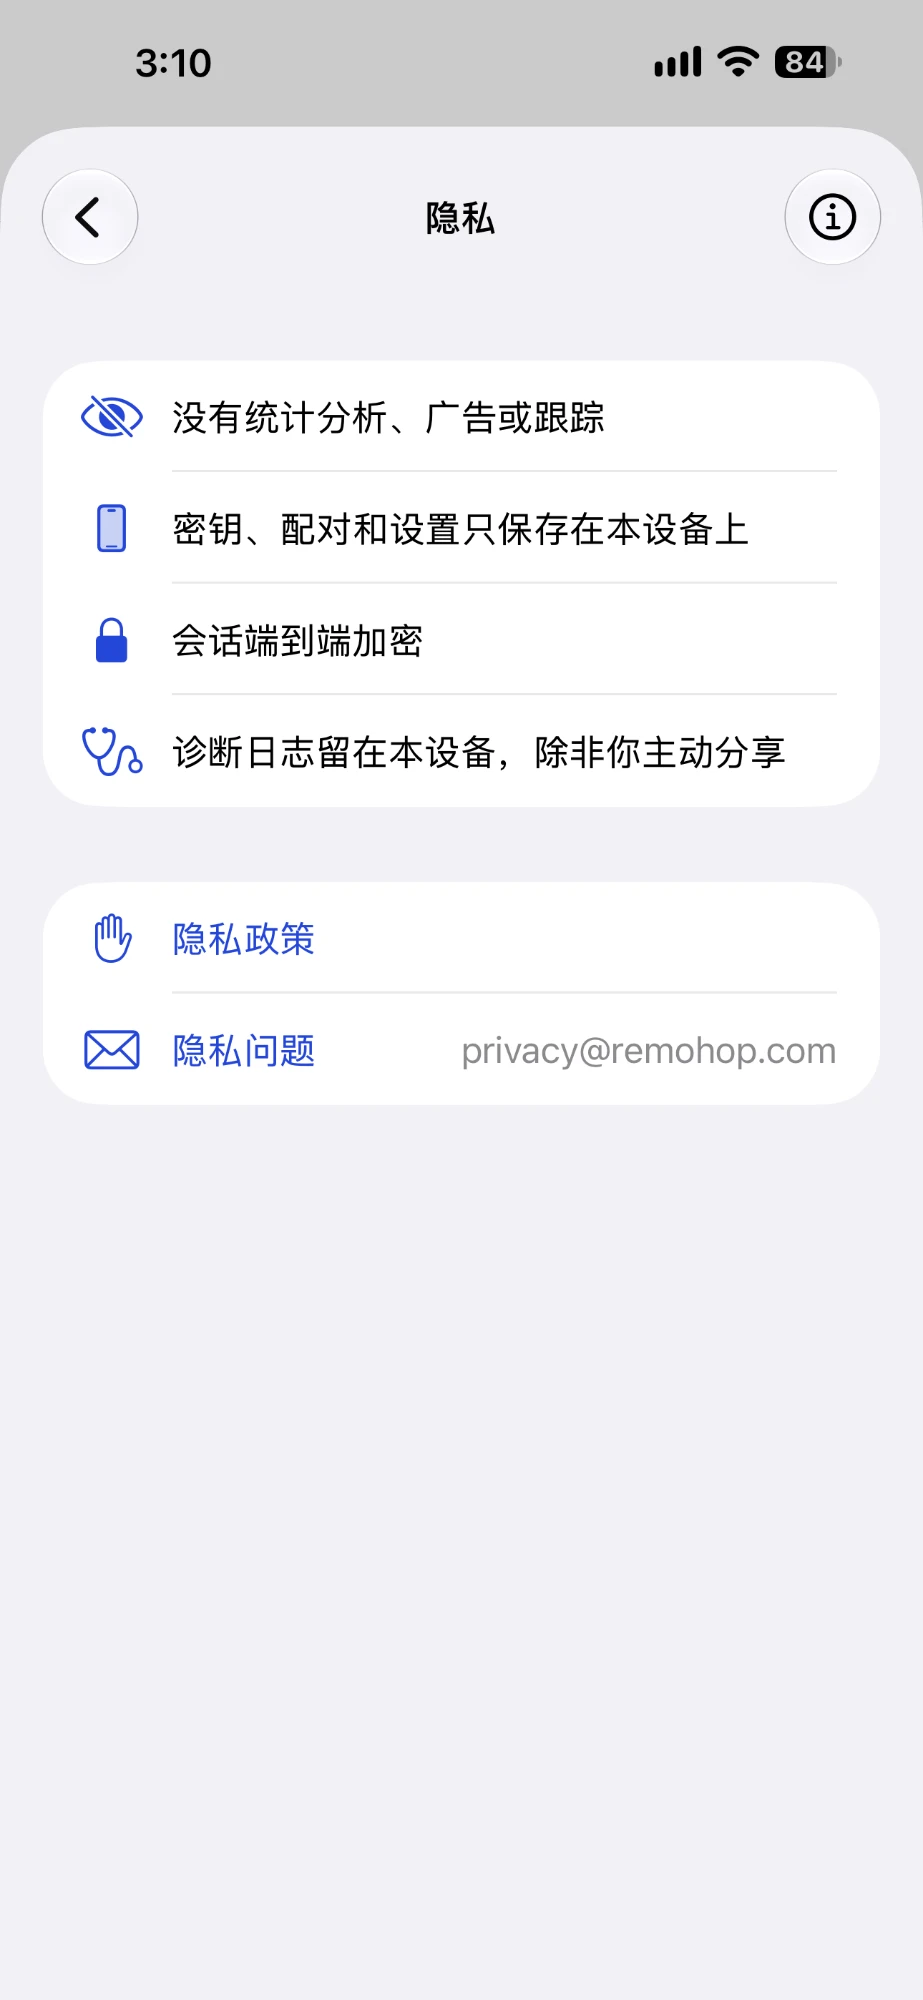 3:10
84
隐私
没有统计分析、广告或跟踪
密钥、配对和设置只保存在本设备上
会话端到端加密
诊断日志留在本设备，除非你主动分享
隐私政策
隐私问题 privacy@remohop.com